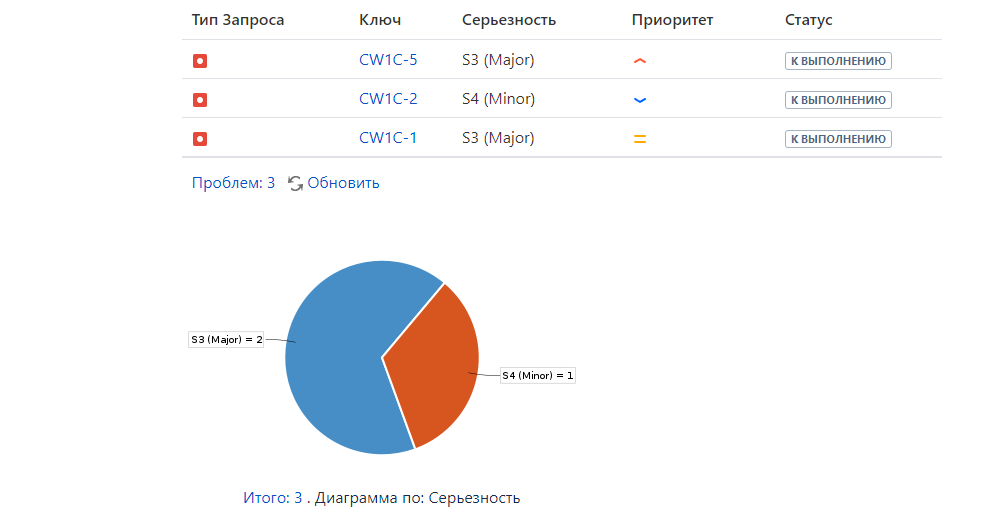 Тип Запроса Ключ Серьезность Приоритет Статус
CW1C-5 S3 (Major) К ВЫПОЛНЕНИЮ
CW1C-2 S4 (Minor) К ВЫПОЛНЕНИЮ
CW1C-1 S3 (Major) К ВЫПОЛНЕНИЮ
Проблем: 3 Обновить
S3 (Major) = 2
S4 (Minor) = 1
Итого: 3 . Диаграмма по: Серьезность